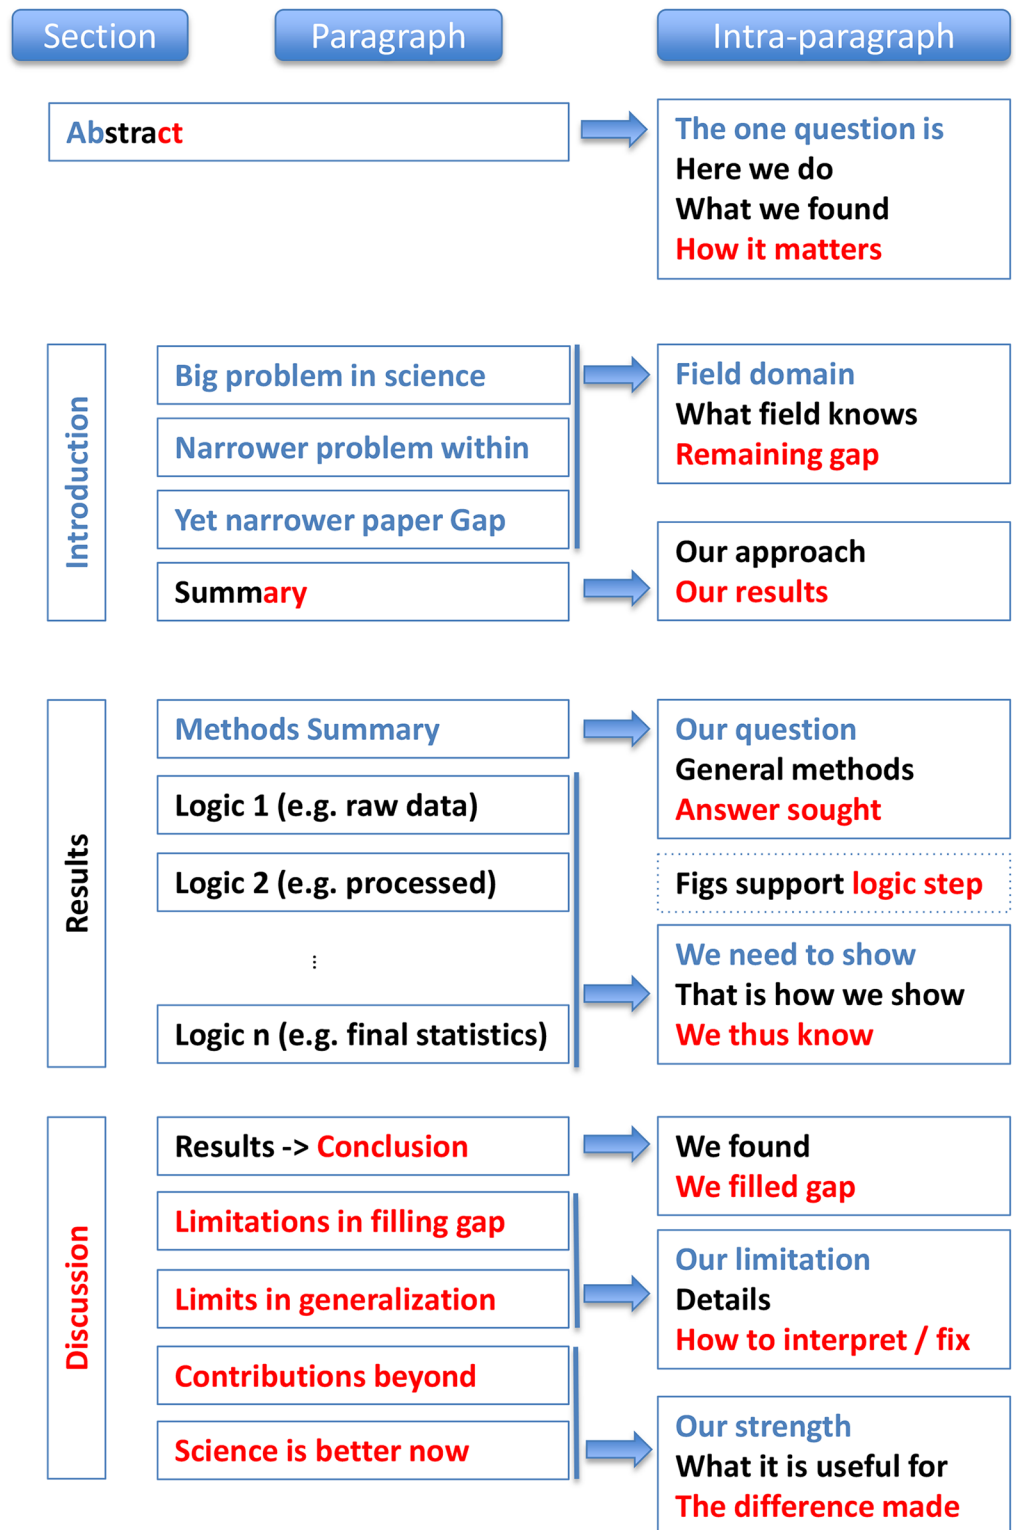 Section
Paragraph
Intra-paragraph
Abstract
The one question is
Here we do
What we found
How it matters
Introduction
Big problem in science
Narrower problem within
Yet narrower paper Gap
Summary
Field domain
What field knows
Remaining gap
Our approach
Our results
Results
Methods Summary
Logic 1 (e.g. raw data)
Logic 2 (e.g. processed)
...
Logic n (e.g. final statistics)
Our question
General methods
Answer sought
Figs support logic step
We need to show
That is how we show
We thus know
Discussion
Results -> Conclusion
Limitations in filling gap
Limits in generalization
Contributions beyond
Science is better now
We found
We filled gap
Our limitation
Details
How to interpret / fix
Our strength
What it is useful for
The difference made